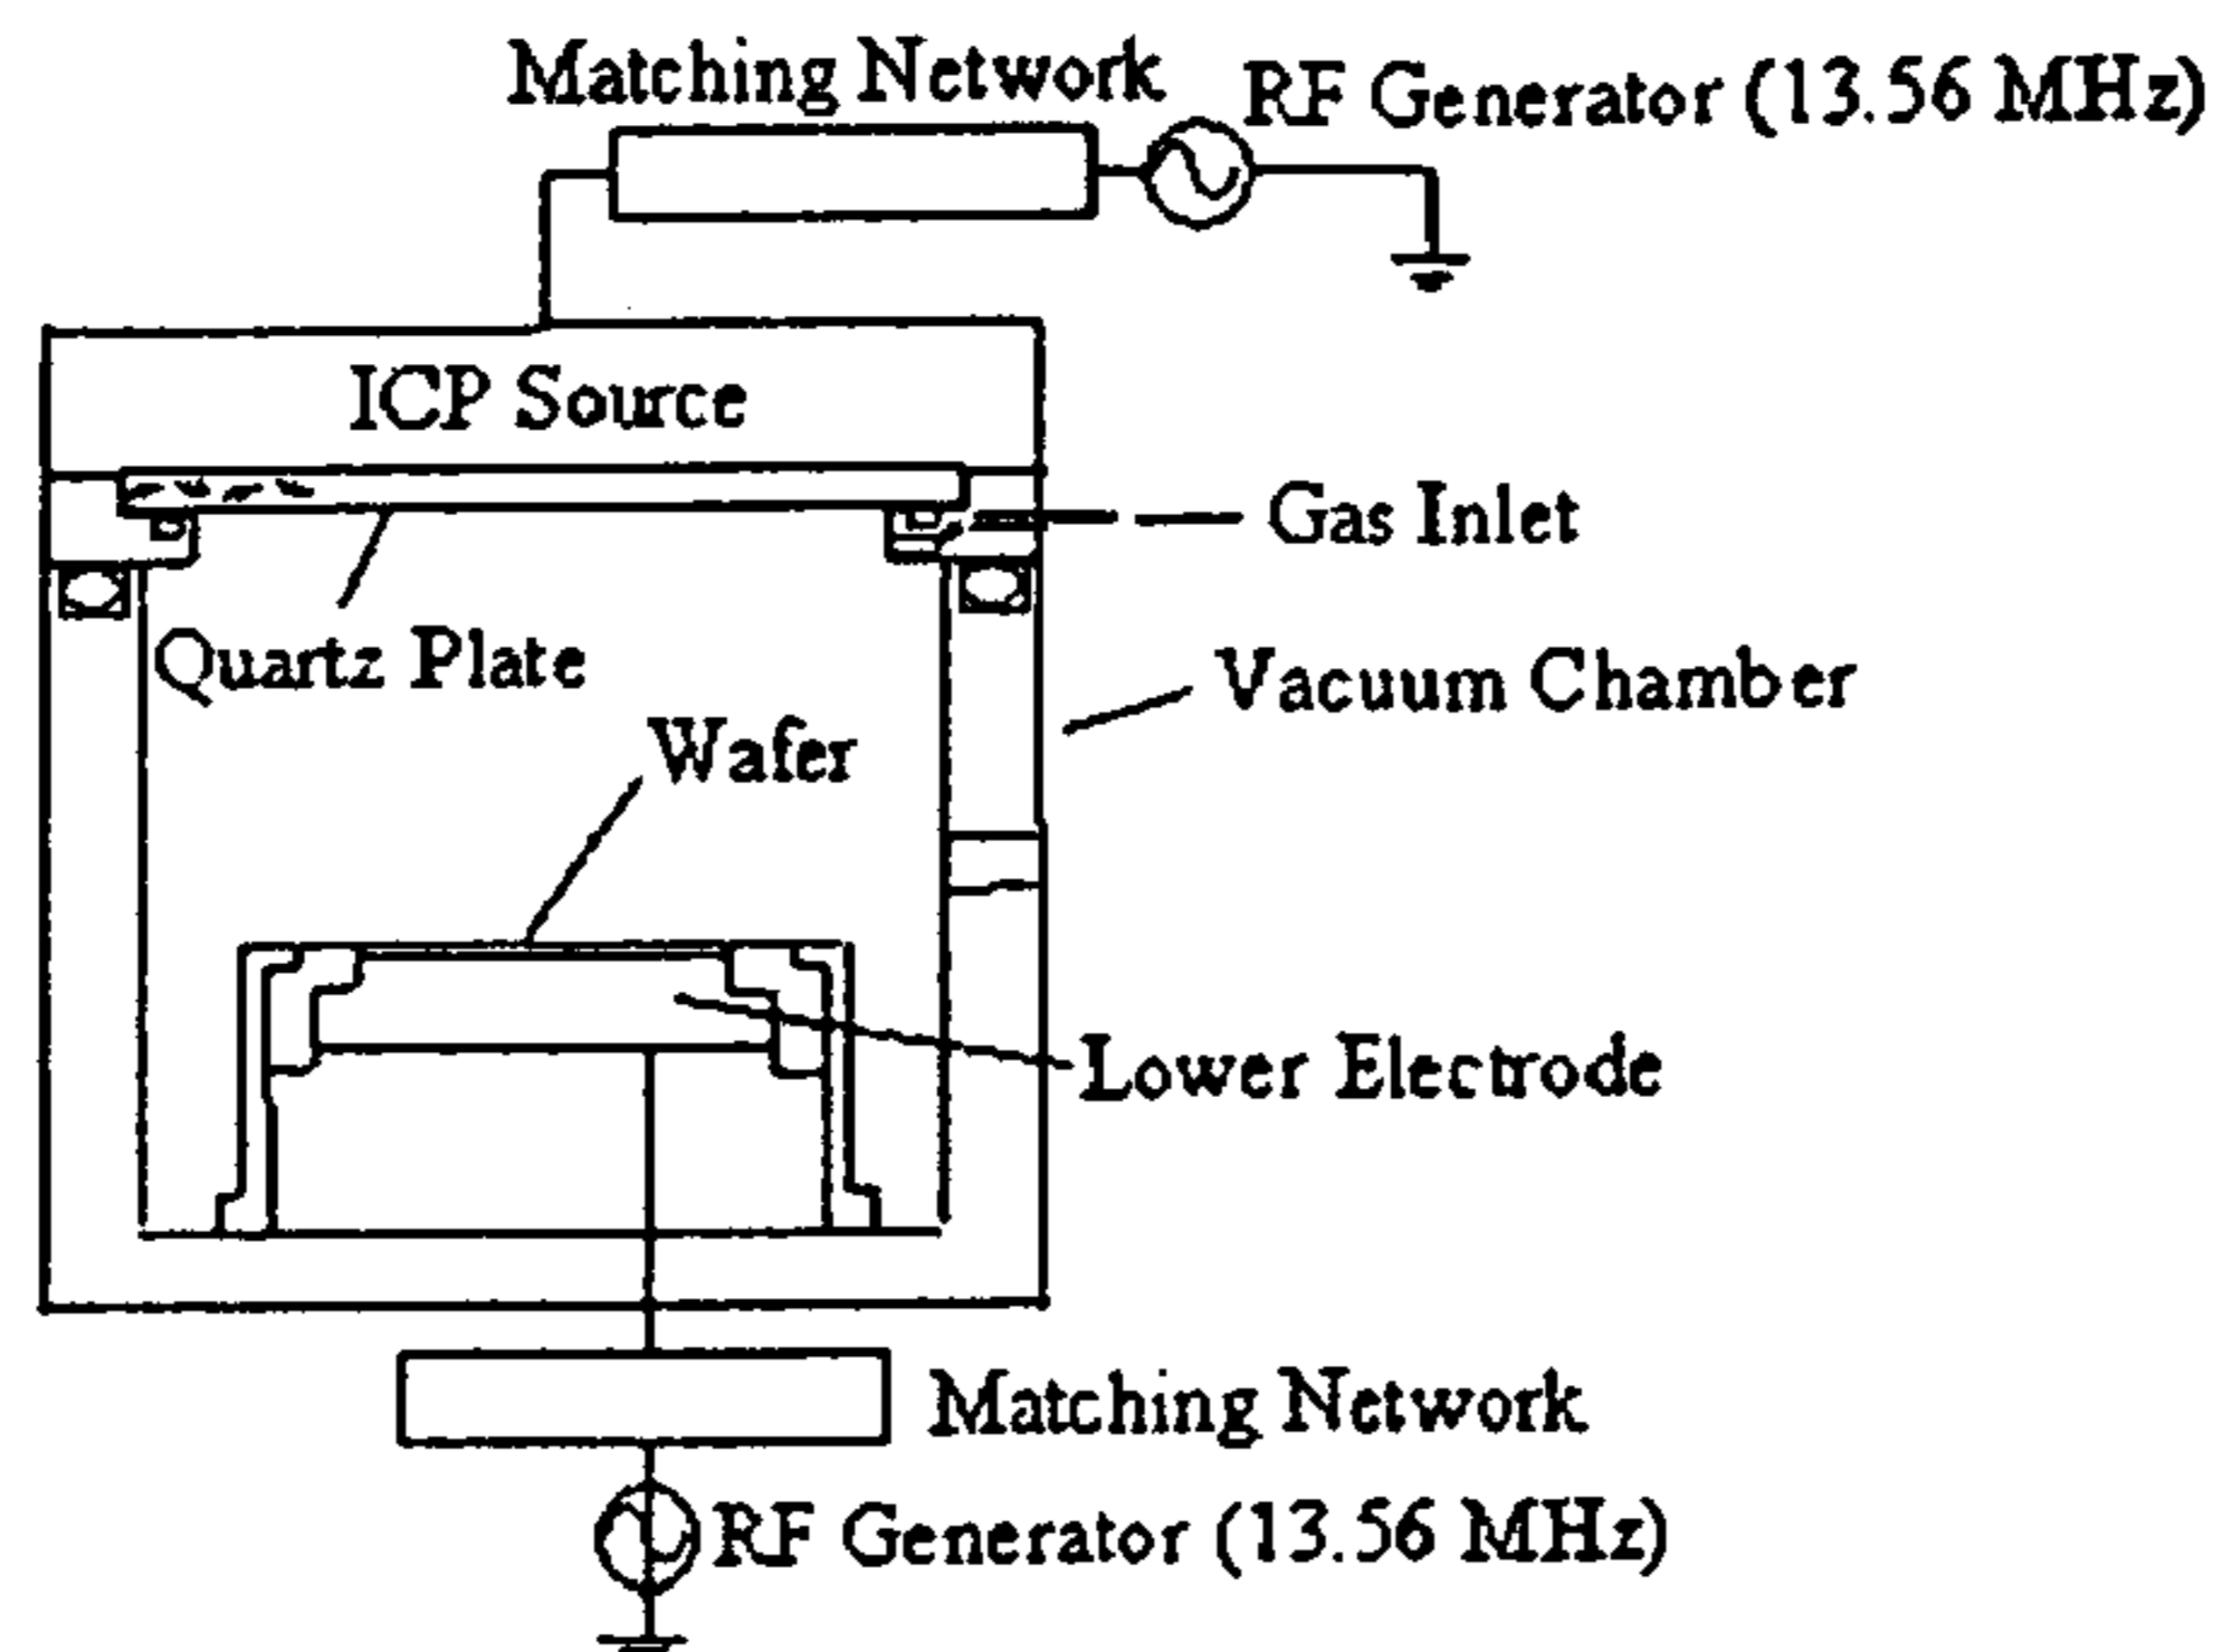 Matching Network
RF Generator (13.56 MHz)
ICP Source
Gas Inlet
Quartz Plate
Vacuum Chamber
Wafer
Lower Electrode
Matching Network
RF Generator (13.56 MHz)